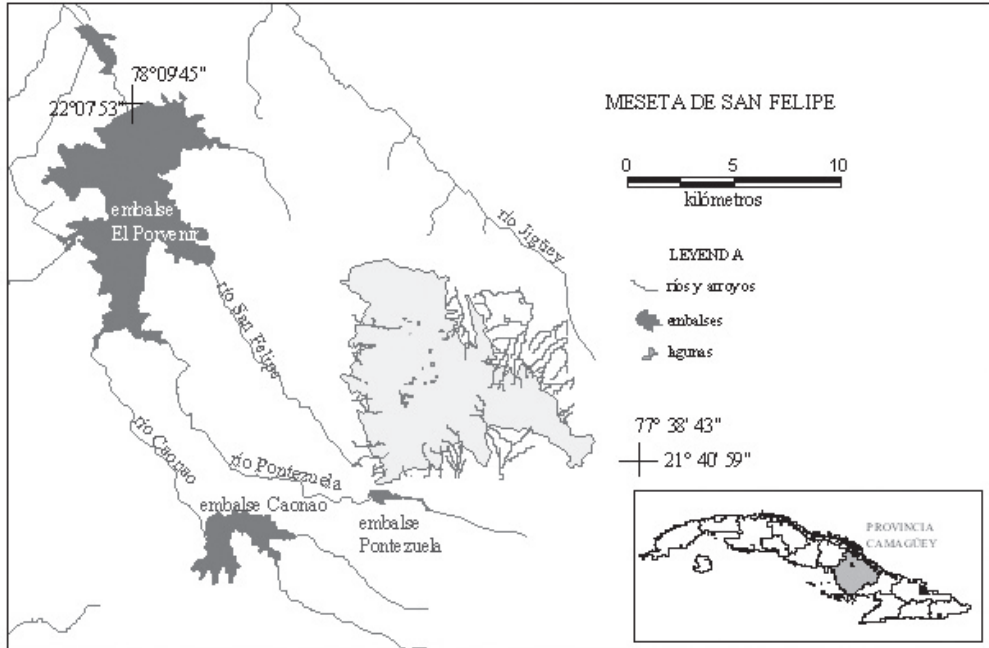 78°09'45"
22°07'53"
MESETA DE SAN FELIPE
0 5 10
kilómetros
embalse
El Porvenir
río Jigüey
LEYENDA
ríos y arroyos
embalses
lagunas
río San Felipe
río Caonao
río Pontezuela
77° 38' 43"
21° 40' 59"
embalse Caonao
embalse
Pontezuela
PROVINCIA
CAMAGÜEY